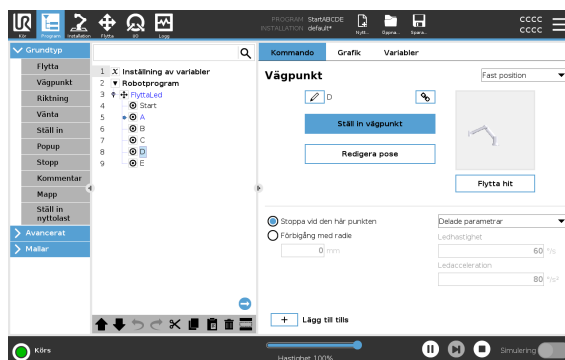 PROGRAM StartABCDE
INSTALLATION default*
Kör
Program
Installation
Flytta
I/O
Logg
Nytt...
Öppna...
Spara...
cccc
cccc
Grundtyp
Flytta
Vägpunkt
Riktning
Vänta
Ställ in
Popup
Stopp
Kommentar
Mapp
Ställ in
nyttolast
Avancerat
Mallar
1 X Inställning av variabler
2 Robotprogram
3 FlyttaLed
4 Start
5 A
6 B
7 C
8 D
9 E
Kommando
Grafik
Variabler
Vägpunkt
Fast position
D
Ställ in vägpunkt
Redigera pose
Flytta hit
Stoppa vid den här punkten
Förbigång med radie
0 mm
Delade parametrar
Ledhastighet
60 °/s
Ledacceleration
80 °/s²
+ Lägg till tills
Körs
Hastighet 100%
Simulering